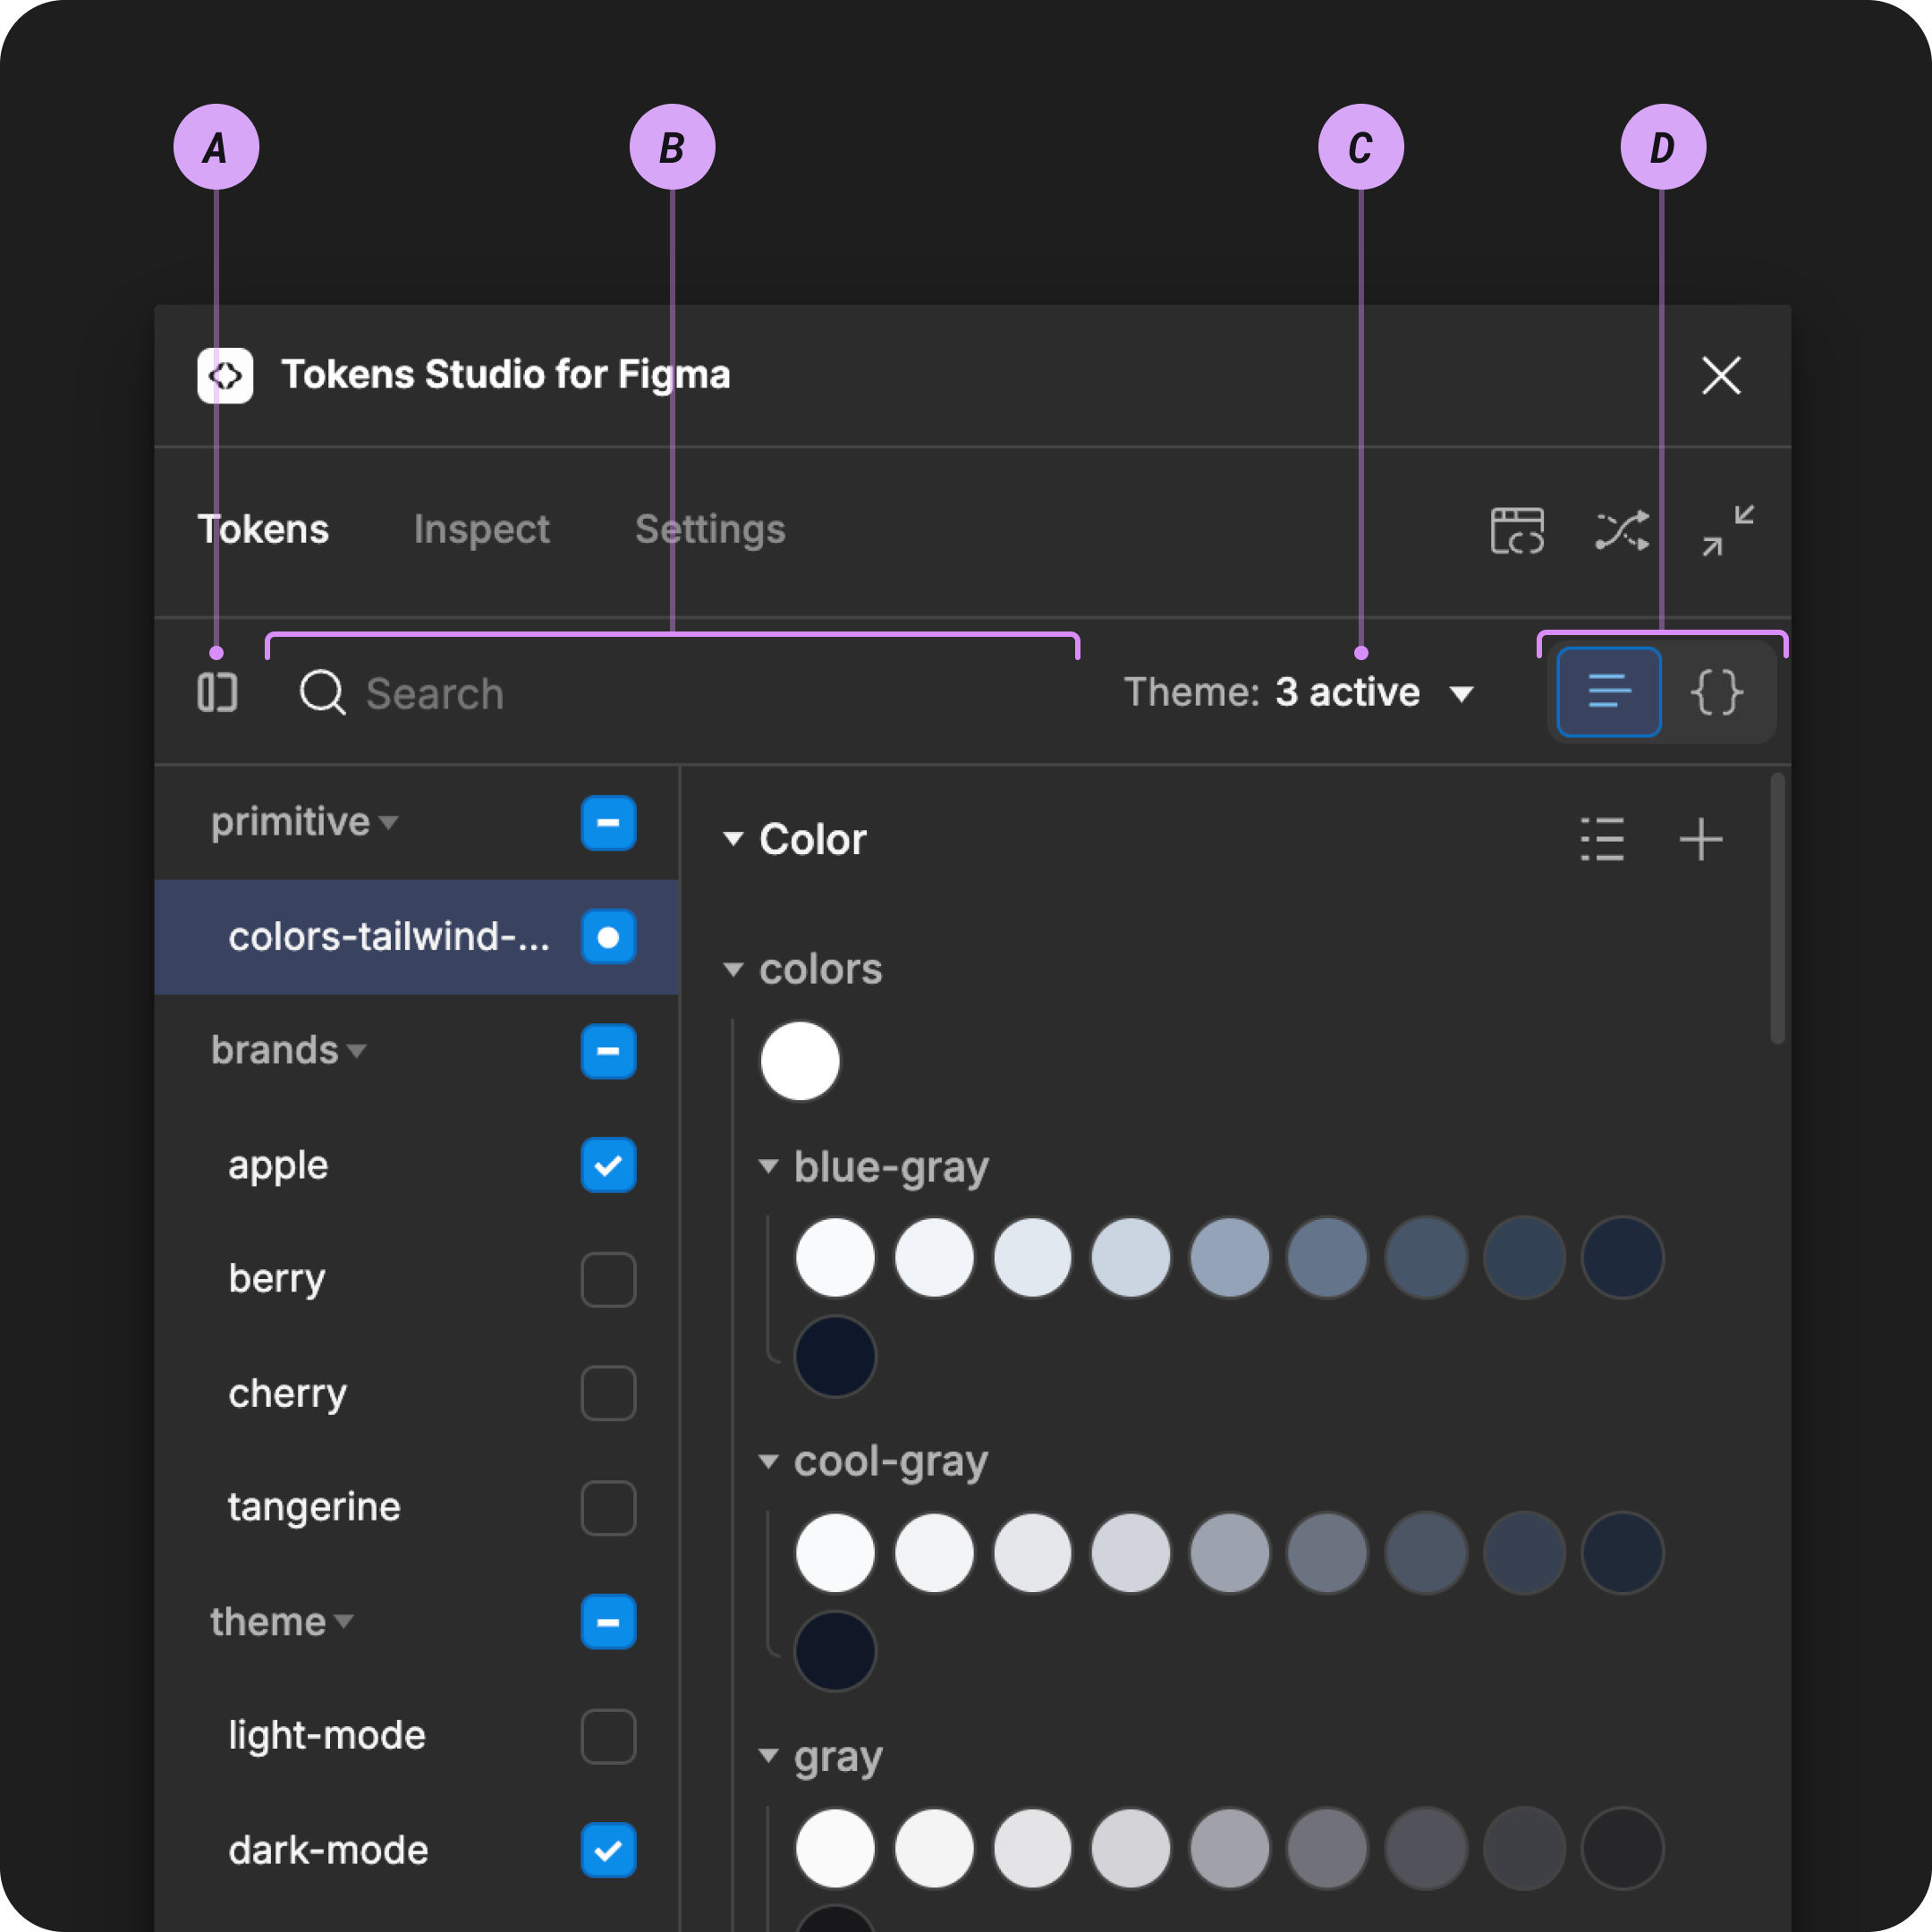 A B C D
Tokens Studio for Figma
Tokens Inspect Settings
Search Theme: 3 active {}
primitive
colors-tailwind-...
brands
apple
berry
cherry
tangerine
theme
light-mode
dark-mode
Color
colors
blue-gray
cool-gray
gray